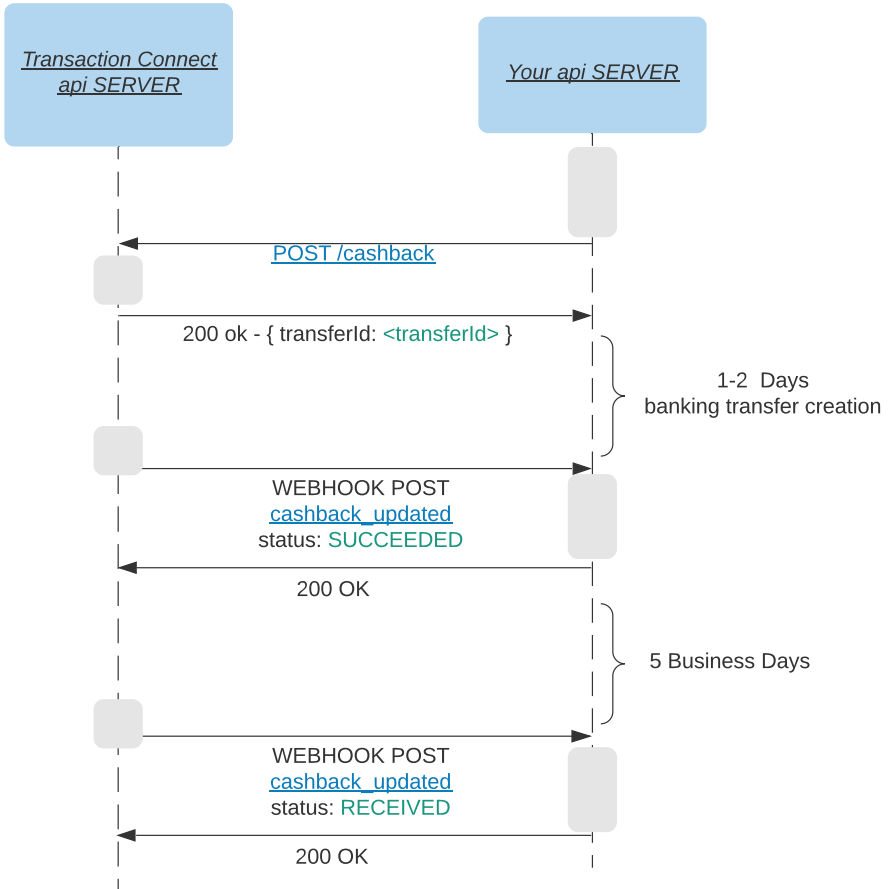 Transaction Connect
api SERVER
Your api SERVER
POST /cashback
200 ok - { transferId: <transferId> }
1-2  Days
banking transfer creation
WEBHOOK POST
cashback_updated
status: SUCCEEDED
200 OK
5 Business Days
WEBHOOK POST
cashback_updated
status: RECEIVED
200 OK